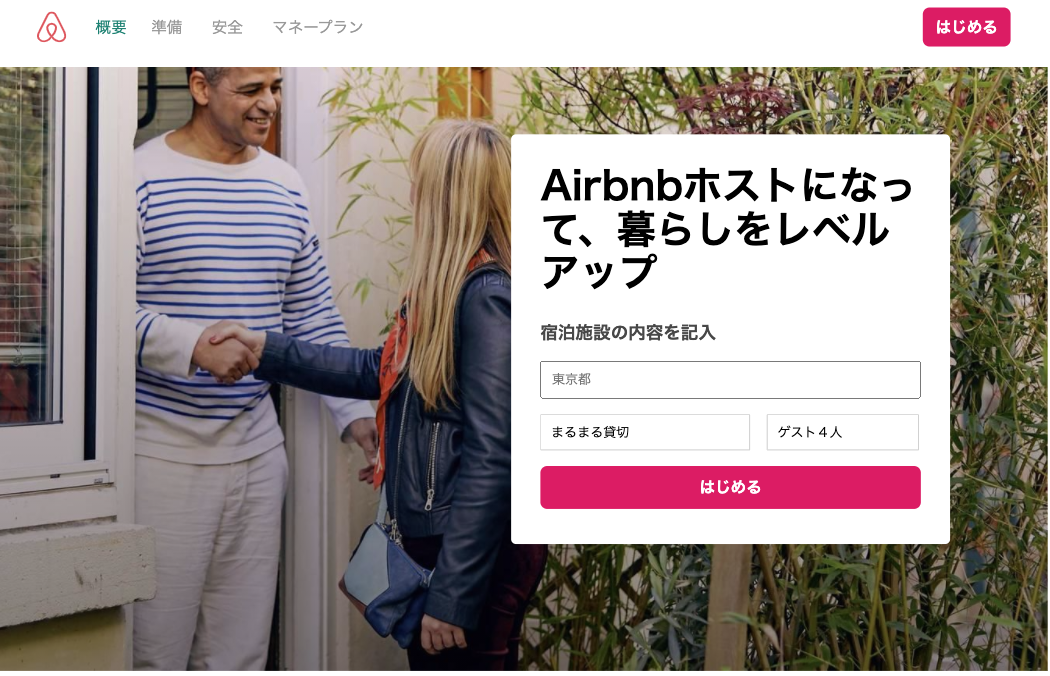 概要 準備 安全 マネープラン はじめる
Airbnbホストになっ
て、暮らしをレベル
アップ
宿泊施設の内容を記入
東京都
まるまる貸切 ゲスト４人
はじめる